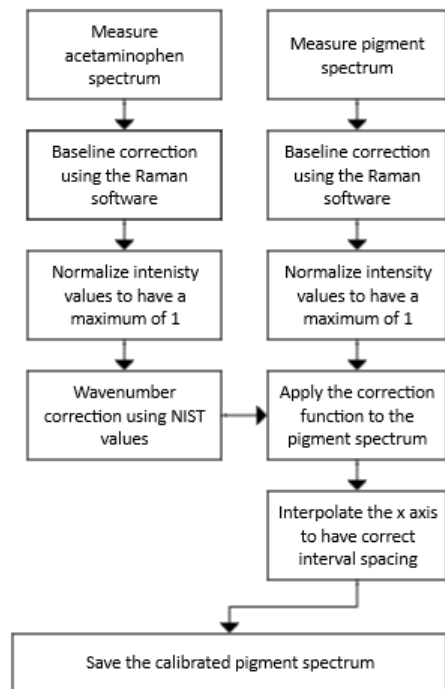 Measure
acetaminophen
spectrum
Measure pigment
spectrum
Baseline correction
using the Raman
software
Baseline correction
using the Raman
software
Normalize intenisty
values to have a
maximum of 1
Normalize intensity
values to have a
maximum of 1
Wavenumber
correction using NIST
values
Apply the correction
function to the
pigment spectrum
Interpolate the x axis
to have correct
interval spacing
Save the calibrated pigment spectrum